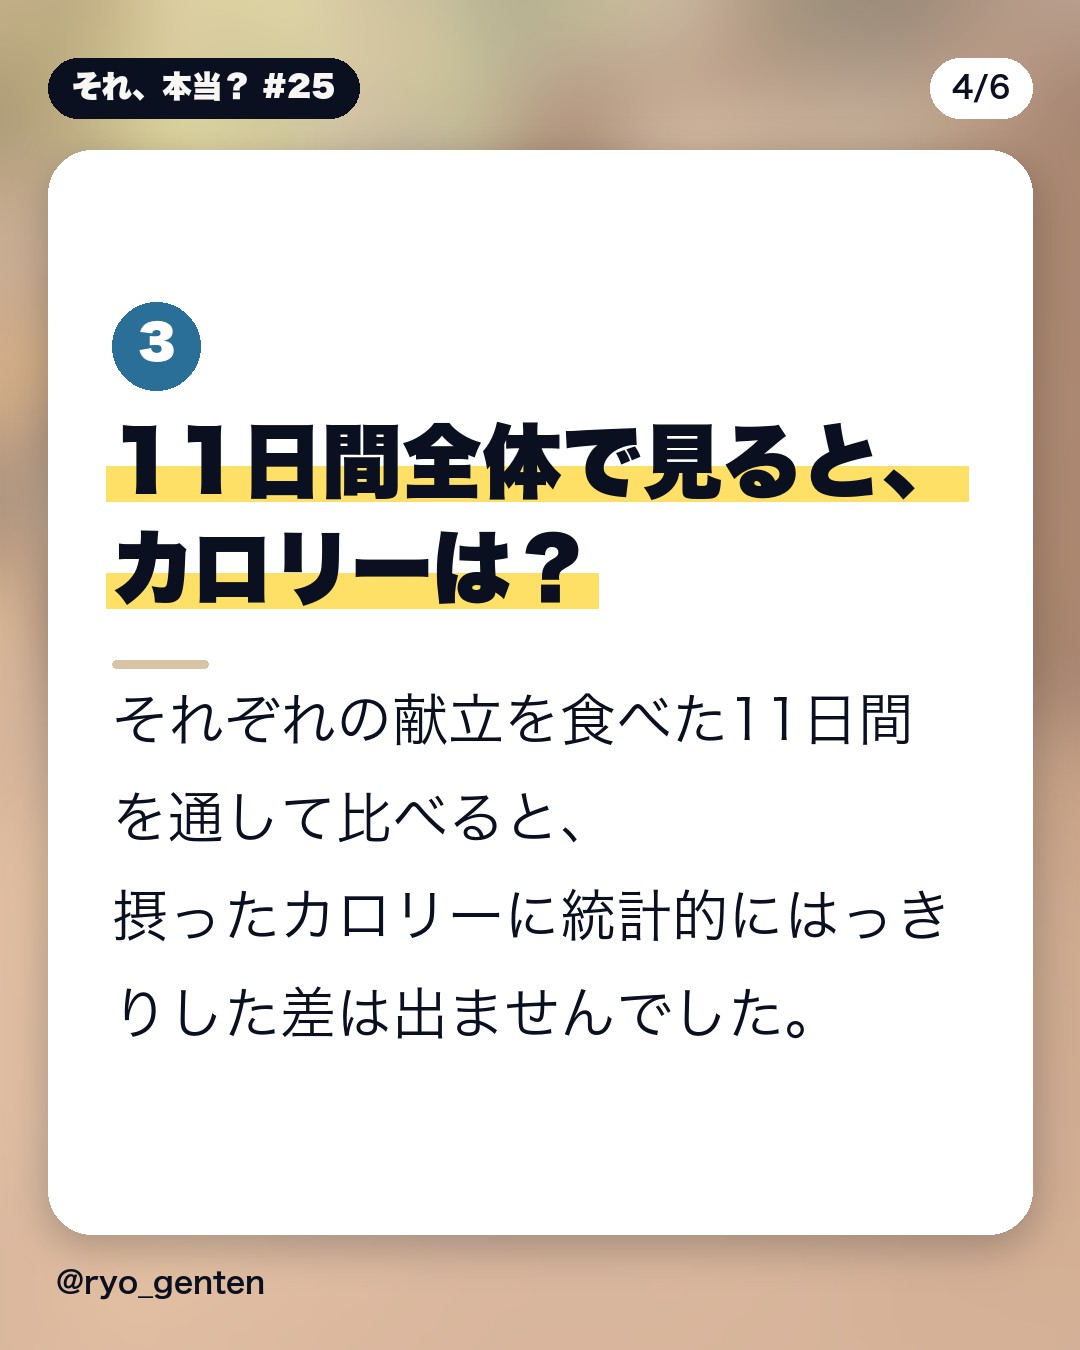 それ、本当？ #25
4/6
3
11日間全体で見ると、
カロリーは？
それぞれの献立を食べた11日間
を通して比べると、
摂ったカロリーに統計的にはっき
りした差は出ませんでした。
@ryo_genten